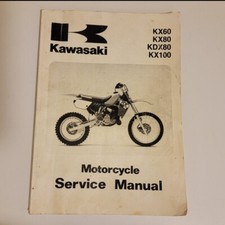 KX60
KX80
KDX80
KX100
Kawasaki
Motorcycle
Service Manual